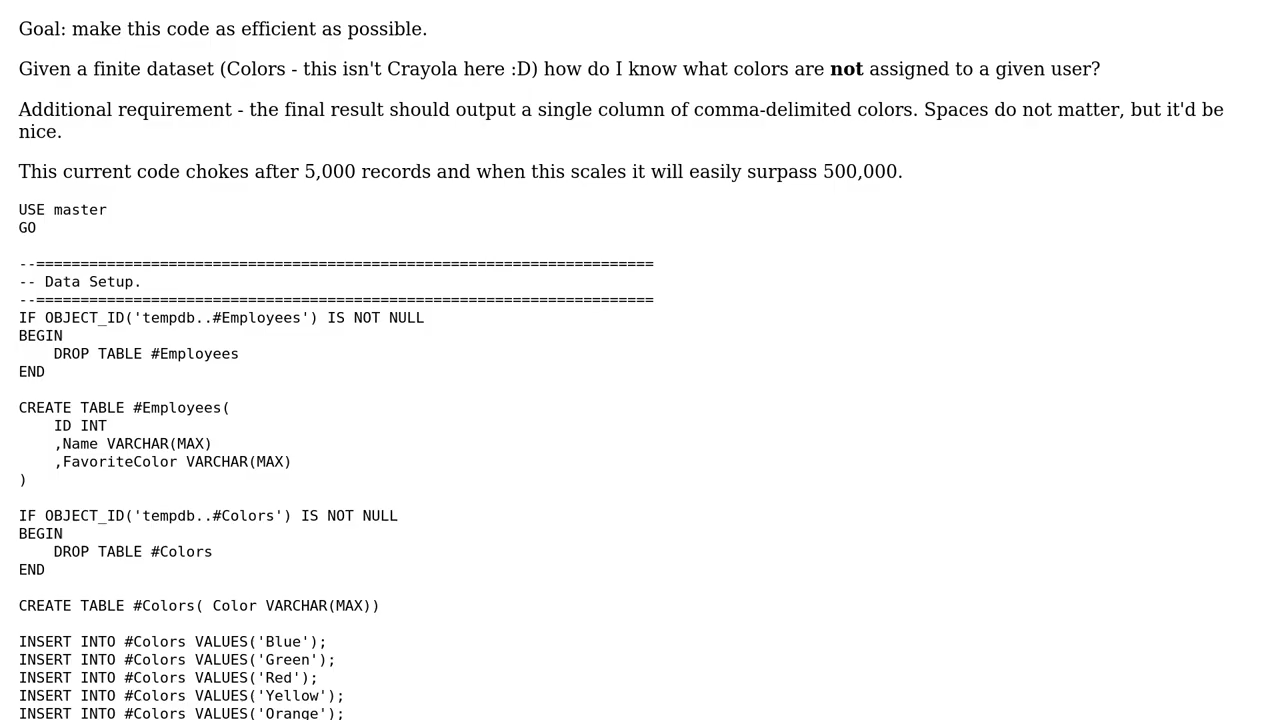 Goal: make this code as efficient as possible.
Given a finite dataset (Colors - this isn't Crayola here :D) how do I know what colors are not assigned to a given user?
Additional requirement - the final result should output a single column of comma-delimited colors. Spaces do not matter, but it'd be
nice.
This current code chokes after 5,000 records and when this scales it will easily surpass 500,000.
USE master
GO
--======================================================================
-- Data Setup.
--======================================================================
IF OBJECT_ID('tempdb..#Employees') IS NOT NULL
BEGIN
    DROP TABLE #Employees
END
CREATE TABLE #Employees(
    ID INT
    ,Name VARCHAR(MAX)
    ,FavoriteColor VARCHAR(MAX)
)
IF OBJECT_ID('tempdb..#Colors') IS NOT NULL
BEGIN
    DROP TABLE #Colors
END
CREATE TABLE #Colors( Color VARCHAR(MAX))
INSERT INTO #Colors VALUES('Blue');
INSERT INTO #Colors VALUES('Green');
INSERT INTO #Colors VALUES('Red');
INSERT INTO #Colors VALUES('Yellow');
INSERT INTO #Colors VALUES('Orange');